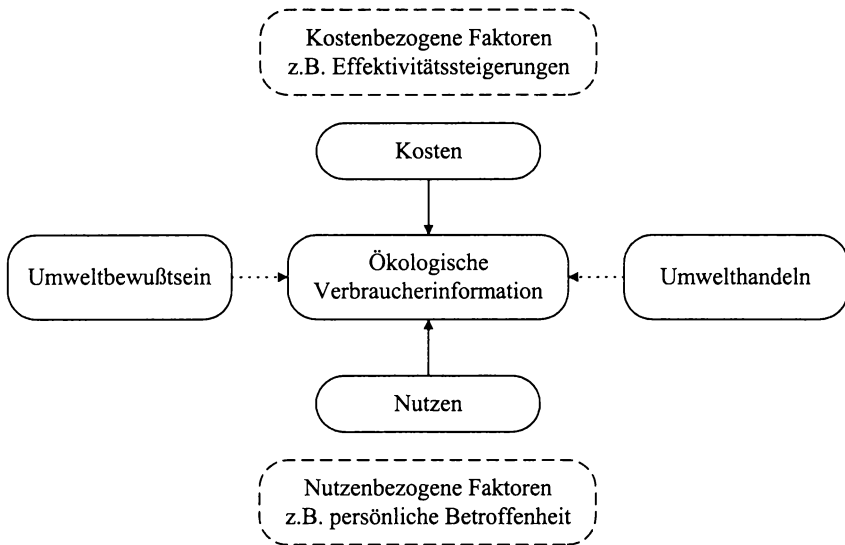 Kostenbezogene Faktoren
z.B. Effektivitätssteigerungen
Kosten
Umweltbewußtsein
Ökologische
Verbraucherinformation
Umwelthandeln
Nutzen
Nutzenbezogene Faktoren
z.B. persönliche Betroffenheit